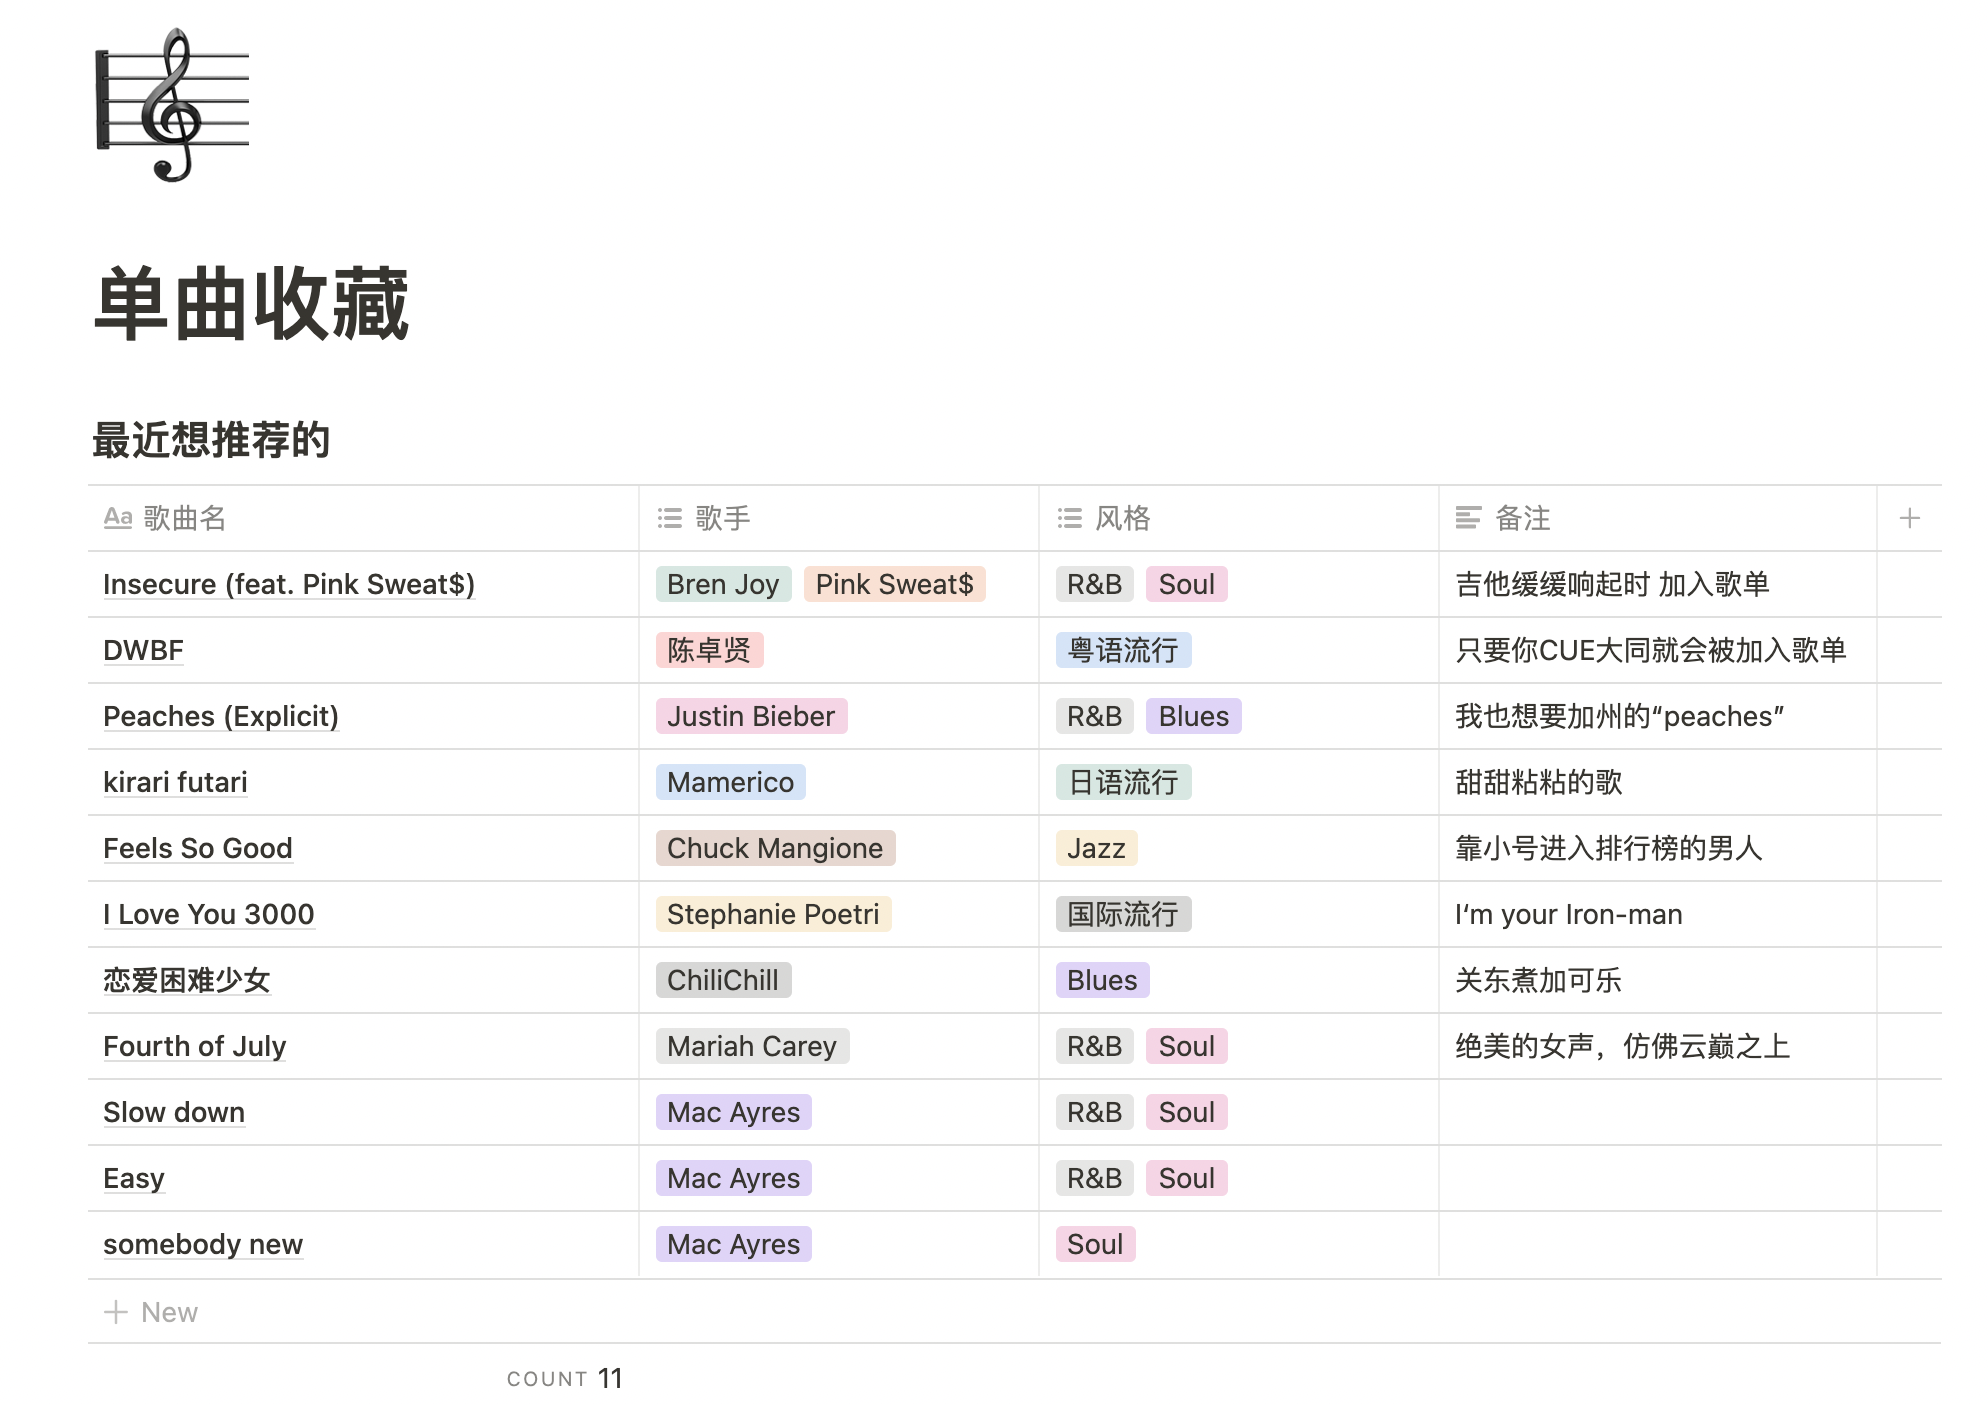 单曲收藏
最近想推荐的
Aa 歌曲名 歌手 风格 备注
Insecure (feat. Pink Sweat$) Bren Joy Pink Sweat$ R&B Soul 吉他缓缓响起时 加入歌单
DWBF 陈卓贤 粤语流行 只要你CUE大同就会被加入歌单
Peaches (Explicit) Justin Bieber R&B Blues 我也想要加州的“peaches”
kirari futari Mamerico 日语流行 甜甜粘粘的歌
Feels So Good Chuck Mangione Jazz 靠小号进入排行榜的男人
I Love You 3000 Stephanie Poetri 国际流行 I‘m your Iron-man
恋爱困难少女 ChiliChill Blues 关东煮加可乐
Fourth of July Mariah Carey R&B Soul 绝美的女声，仿佛云巅之上
Slow down Mac Ayres R&B Soul
Easy Mac Ayres R&B Soul
somebody new Mac Ayres Soul
+ New
COUNT 11